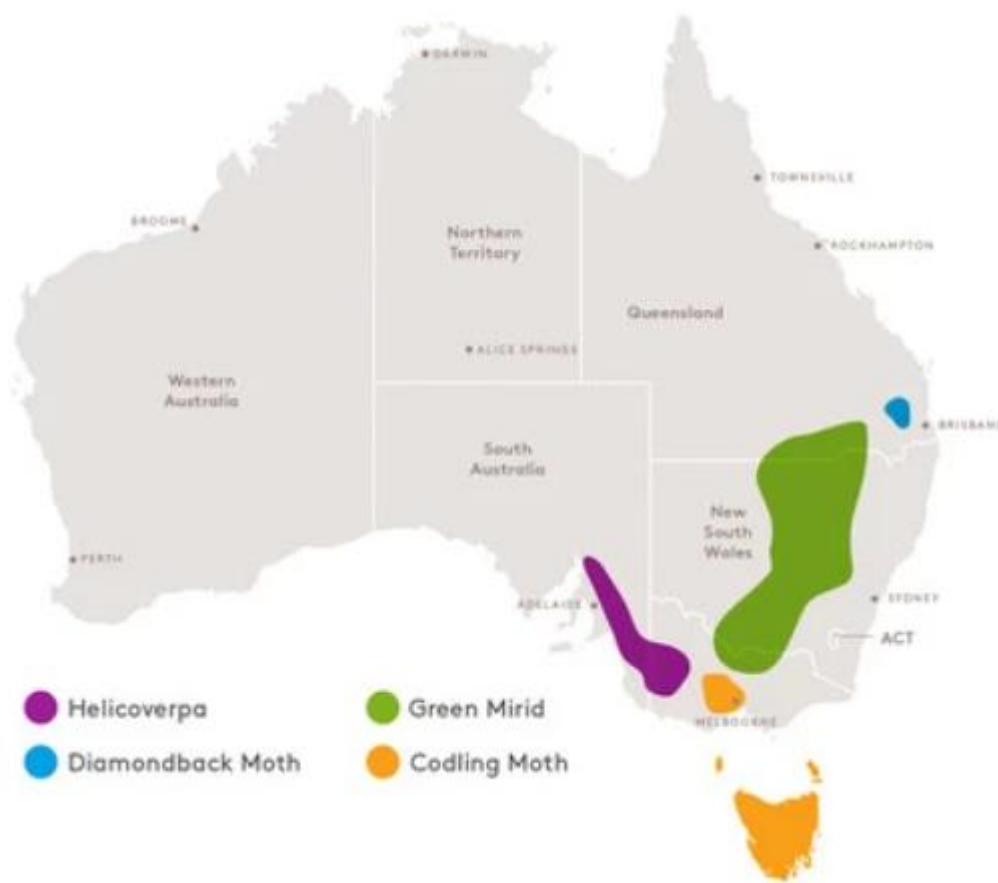 DARWIN
TOWNSVILLE
BROOME
Northern
Territory
ROCKHAMPTON
Queensland
ALICE SPRINGS
Western
Australia
BRISBANE
South
Australia
New
South
Wales
PERTH
ADELAIDE
SYDNEY
ACT
Helicoverpa
Green Mirid
MELBOURNE
Diamondback Moth
Codling Moth